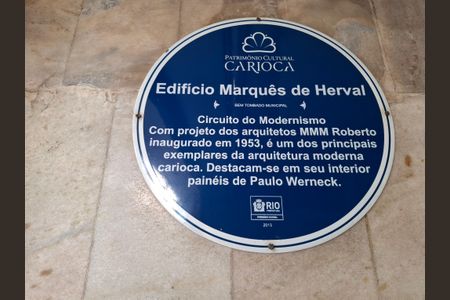 PATRIMÔNIO CULTURAL
CARIOCA
Edifício Marquês de Herval
BEM TOMBADO MUNICIPAL
Circuito do Modernismo
Com projeto dos arquitetos MMM Roberto
inaugurado em 1953, é um dos principais
exemplares da arquitetura moderna
carioca. Destacam-se em seu interior
painéis de Paulo Werneck.
RIO
PREFEITURA
2013